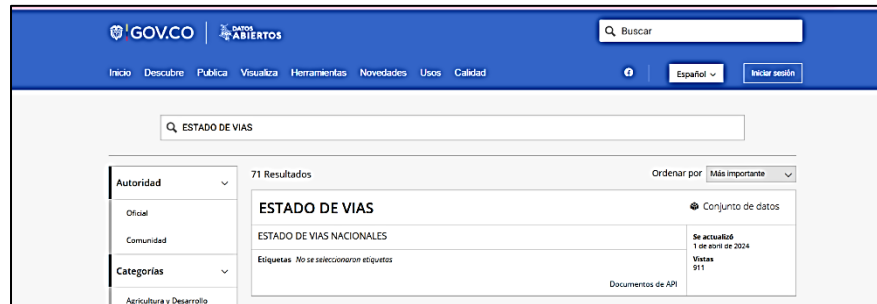 GOV.CO DATOS ABIERTOS Buscar
Inicio Descubre Publica Visualiza Herramientas Novedades Usos Calidad Español Iniciar sesión
ESTADO DE VIAS
71 Resultados Ordenar por Más importante
Autoridad
Oficial
Comunidad
Categorías
Agricultura y Desarrollo
ESTADO DE VIAS Conjunto de datos
ESTADO DE VIAS NACIONALES
Etiquetas No se seleccionaron etiquetas
Se actualizó
1 de abril de 2024
Vistas
911
Documentos de API